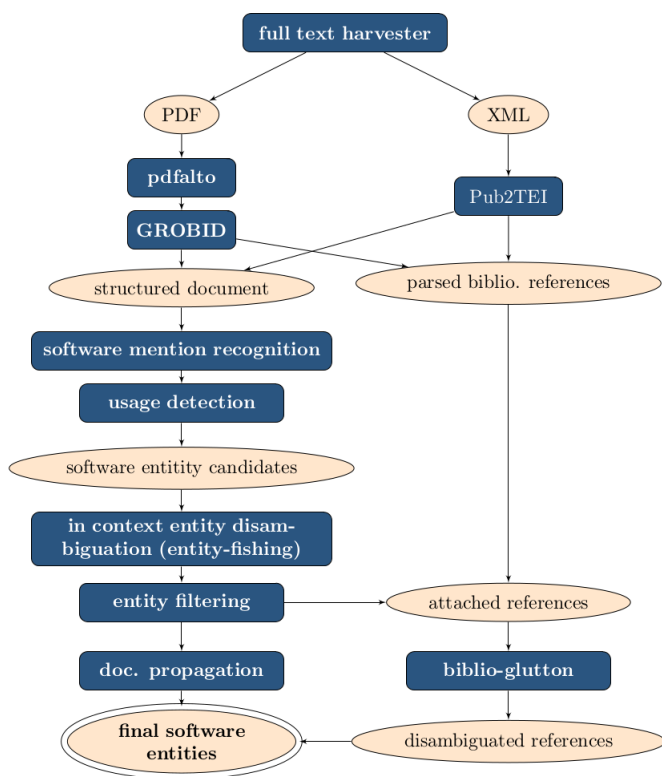 full text harvester
PDF
XML
pdfalto
Pub2TEI
GROBID
structured document
parsed biblio. references
software mention recognition
usage detection
software entitity candidates
in context entity disam-
biguation (entity-fishing)
entity filtering
attached references
doc. propagation
biblio-glutton
final software
entities
disambiguated references